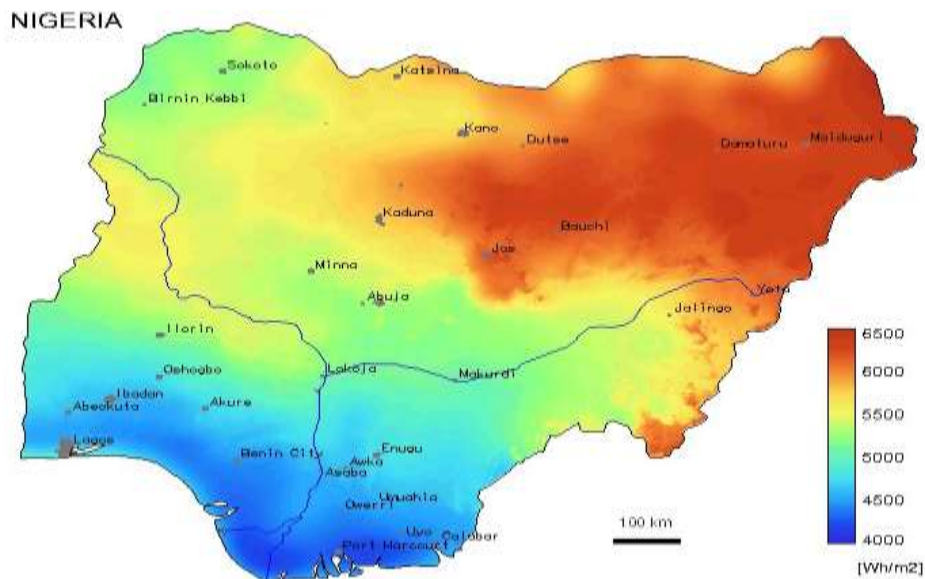 NIGERIA
Sokoto
Katsina
Birnin Kebbi
Kano
Dutse
Damaturu
Maiduguri
Kaduna
Bauchi
Jos
Minna
Abuja
Yola
Jalingo
Ilorin
6500
Oshogbo
Lokoja
Makurdi
6000
Ibadan
Abeokuta
Akure
5500
Lagos
Benin City
Enugu
Awka
Asaba
5000
Umuahia
Owerri
4500
Uyo
Calabar
100 km
Port Harcourt
4000
[Wh/m2]